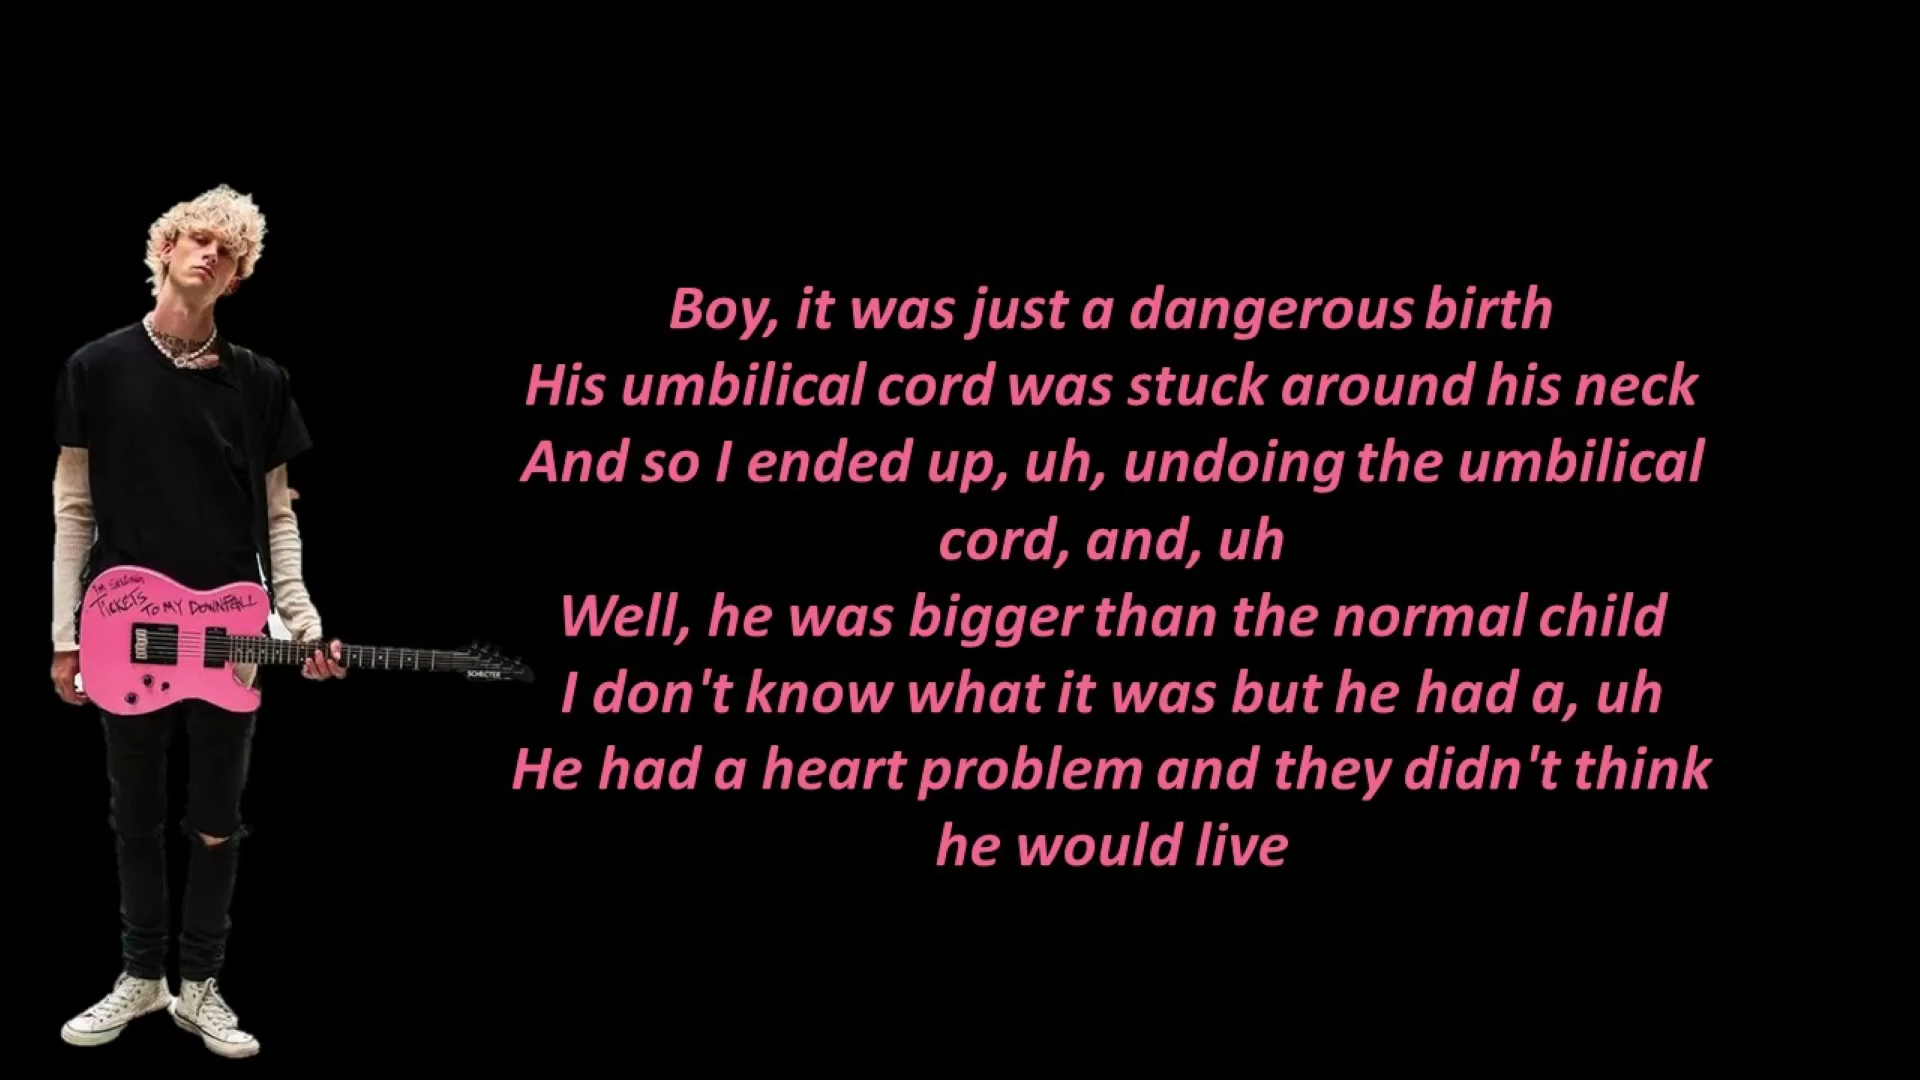 Boy, it was just a dangerous birth
His umbilical cord was stuck around his neck
And so I ended up, uh, undoing the umbilical
cord, and, uh
Well, he was bigger than the normal child
I don't know what it was but he had a, uh
He had a heart problem and they didn't think
he would live
I'M SELLING
TICKETS TO MY DOWNFALL
SCHECTER